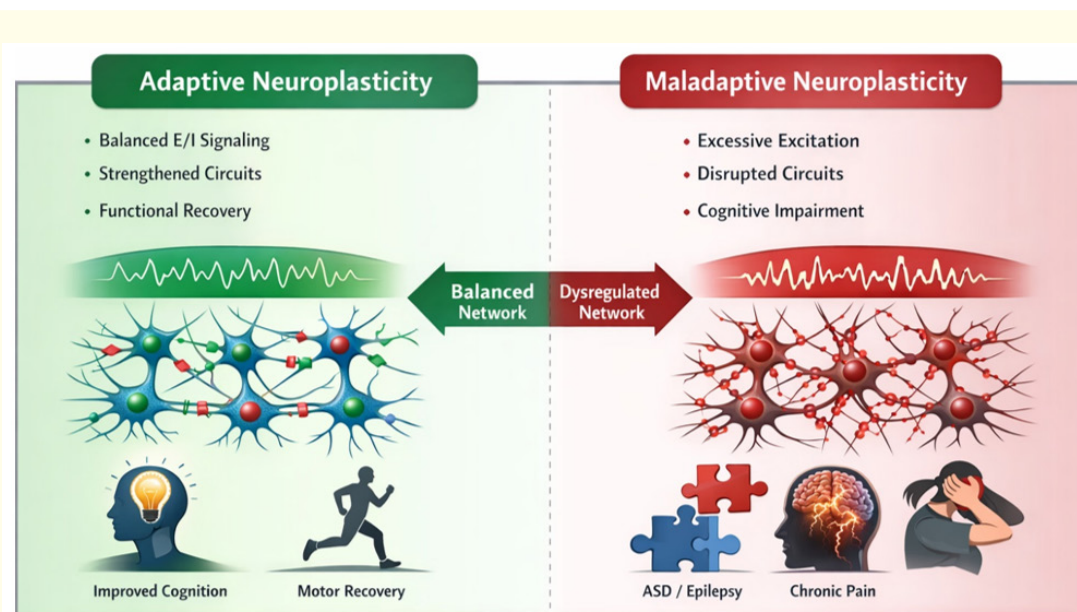 Adaptive Neuroplasticity
• Balanced E/I Signaling
• Strengthened Circuits
• Functional Recovery
Maladaptive Neuroplasticity
• Excessive Excitation
• Disrupted Circuits
• Cognitive Impairment
Balanced
Network
Dysregulated
Network
Improved Cognition
Motor Recovery
ASD / Epilepsy
Chronic Pain